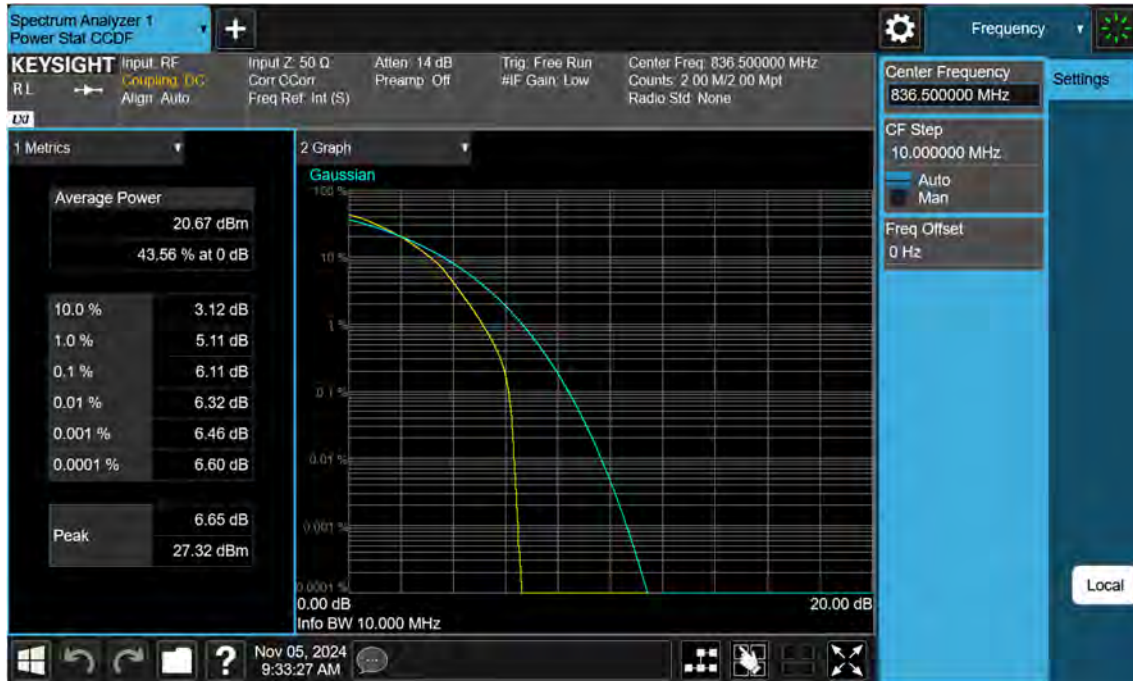 Spectrum Analyzer 1
Power Stat CCDF
Frequency
KEYSIGHT
RL
LXI
Input: RF
Coupling: DC
Align: Auto
Input Z: 50 Ω
Corr CCorr
Freq Ref: Int (S)
Atten: 14 dB
Preamp: Off
Trig: Free Run
#IF Gain: Low
Center Freq: 836.500000 MHz
Counts: 2.00 M/2.00 Mpt
Radio Std: None
Center Frequency
836.500000 MHz
Settings
CF Step
10.000000 MHz
Auto
Man
Freq Offset
0 Hz
Local
1 Metrics
Average Power
20.67 dBm
43.56 % at 0 dB
10.0 % 3.12 dB
1.0 % 5.11 dB
0.1 % 6.11 dB
0.01 % 6.32 dB
0.001 % 6.46 dB
0.0001 % 6.60 dB
Peak
6.65 dB
27.32 dBm
2 Graph
Gaussian
100 %
10 %
1 %
0.1 %
0.01 %
0.001 %
0.0001 %
0.00 dB 20.00 dB
Info BW 10.000 MHz
?
Nov 05, 2024
9:33:27 AM